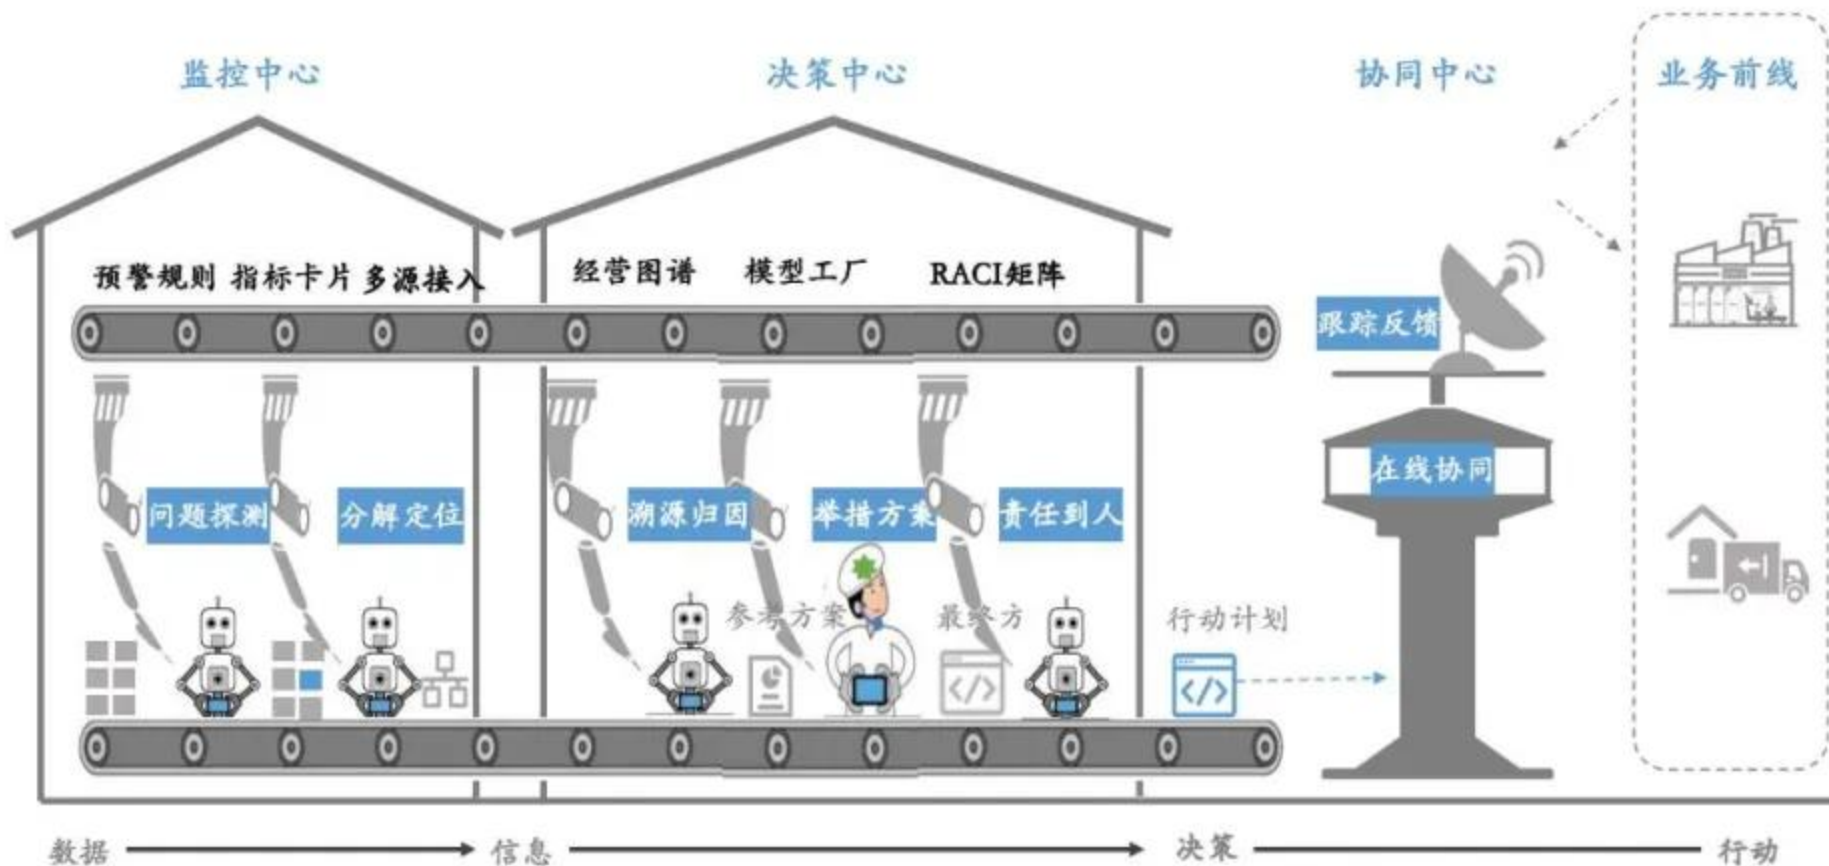 监控中心
决策中心
协同中心
业务前线
预警规则 指标卡片 多源接入
经营图谱
模型工厂
RACI矩阵
跟踪反馈
在线协同
问题探测
分解定位
溯源归因
举措方案
责任到人
参考方案
最终方
行动计划
数据
信息
决策
行动